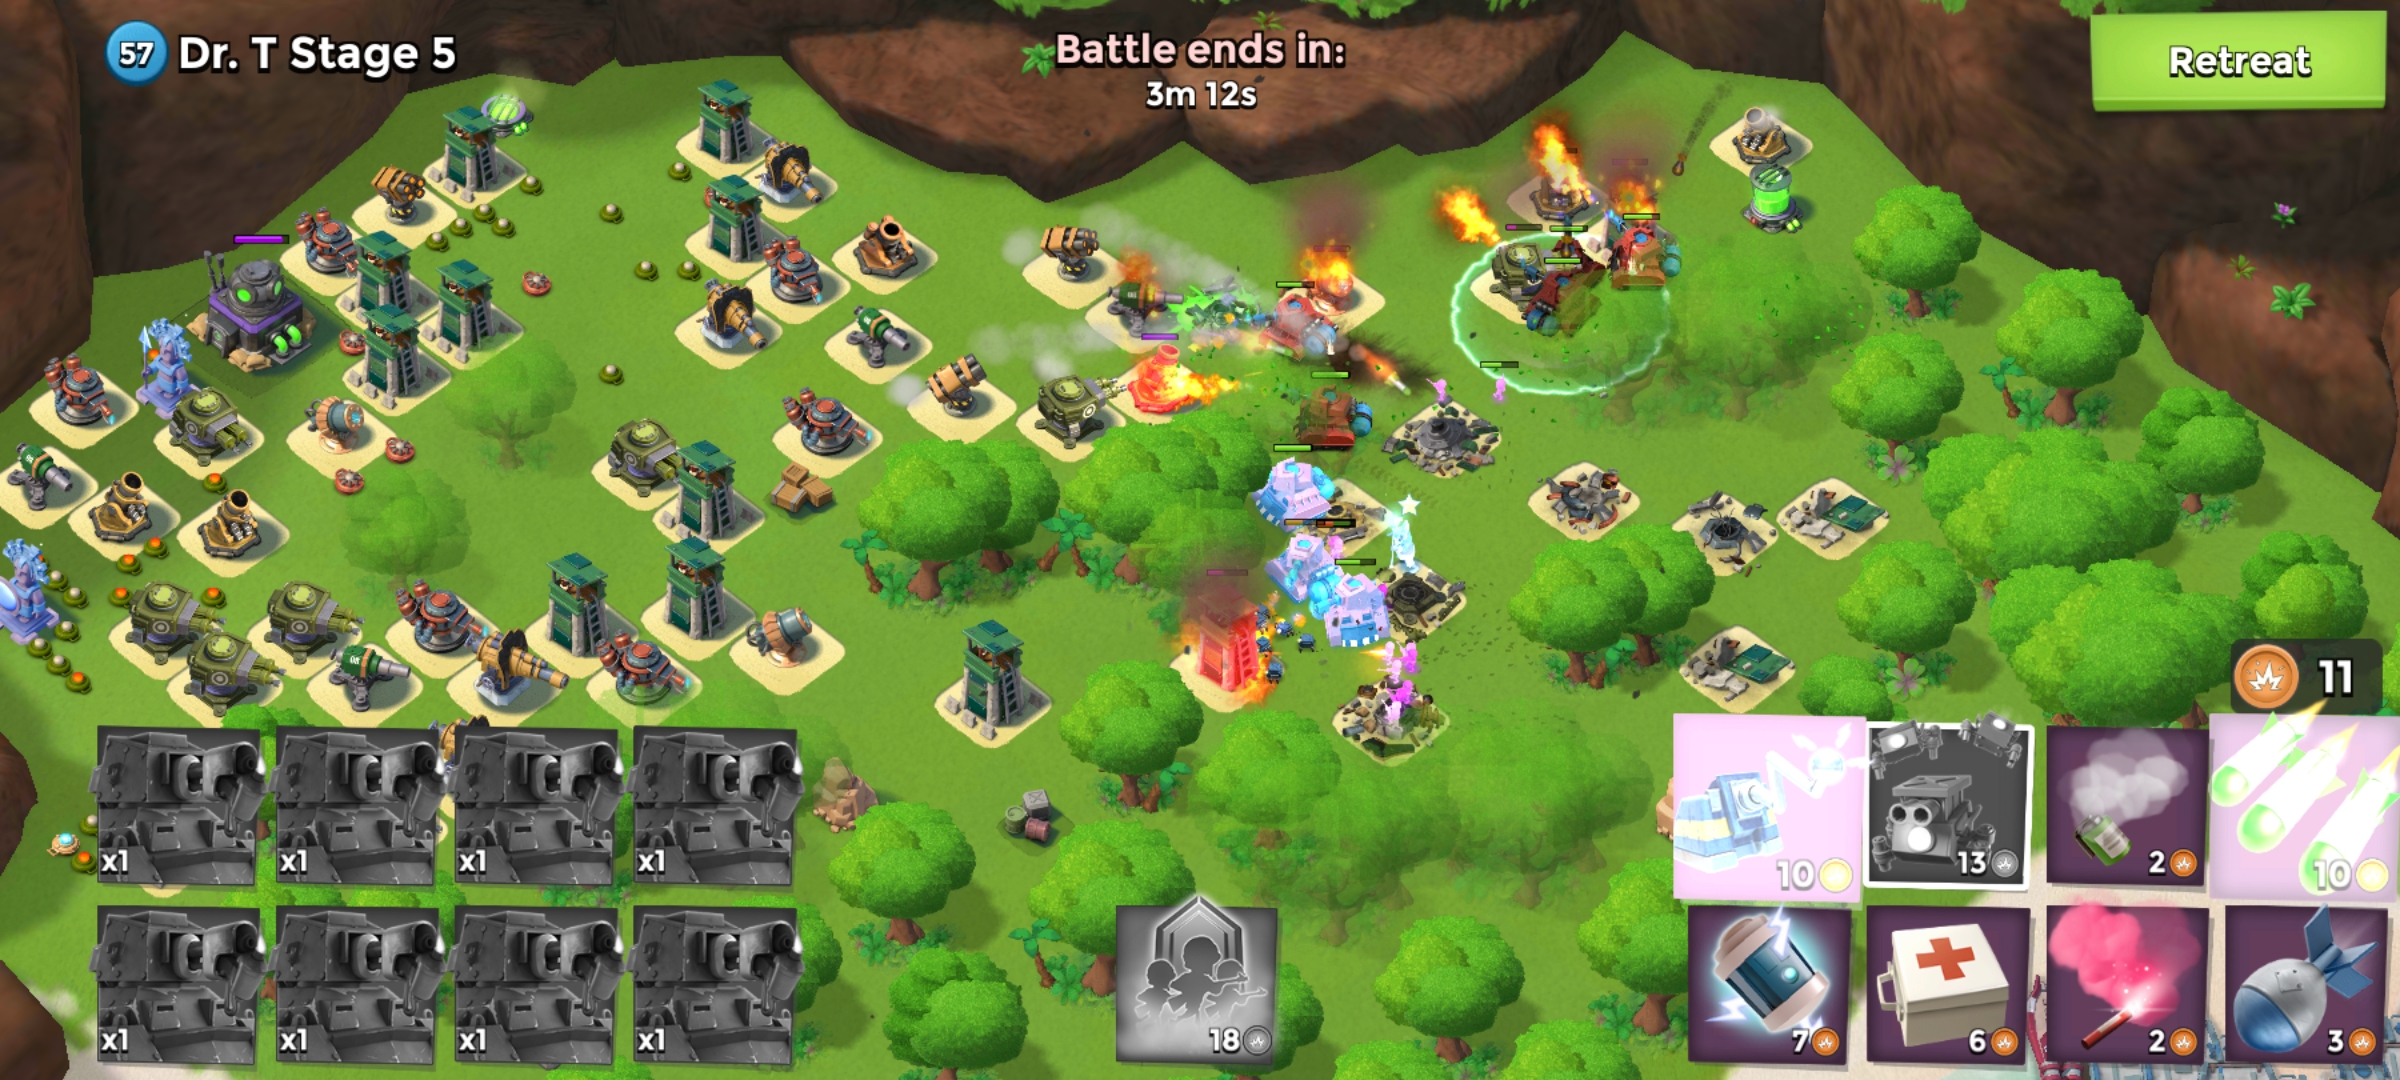 57 Dr. T Stage 5
Battle ends in:
3m 12s
Retreat
11
x1 x1 x1 x1
10 13 2 10
x1 x1 x1 x1
18
7 6 2 3